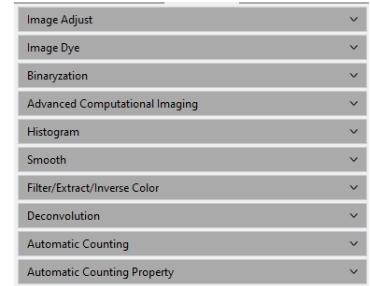 Image Adjust
Image Dye
Binaryzation
Advanced Computational Imaging
Histogram
Smooth
Filter/Extract/Inverse Color
Deconvolution
Automatic Counting
Automatic Counting Property